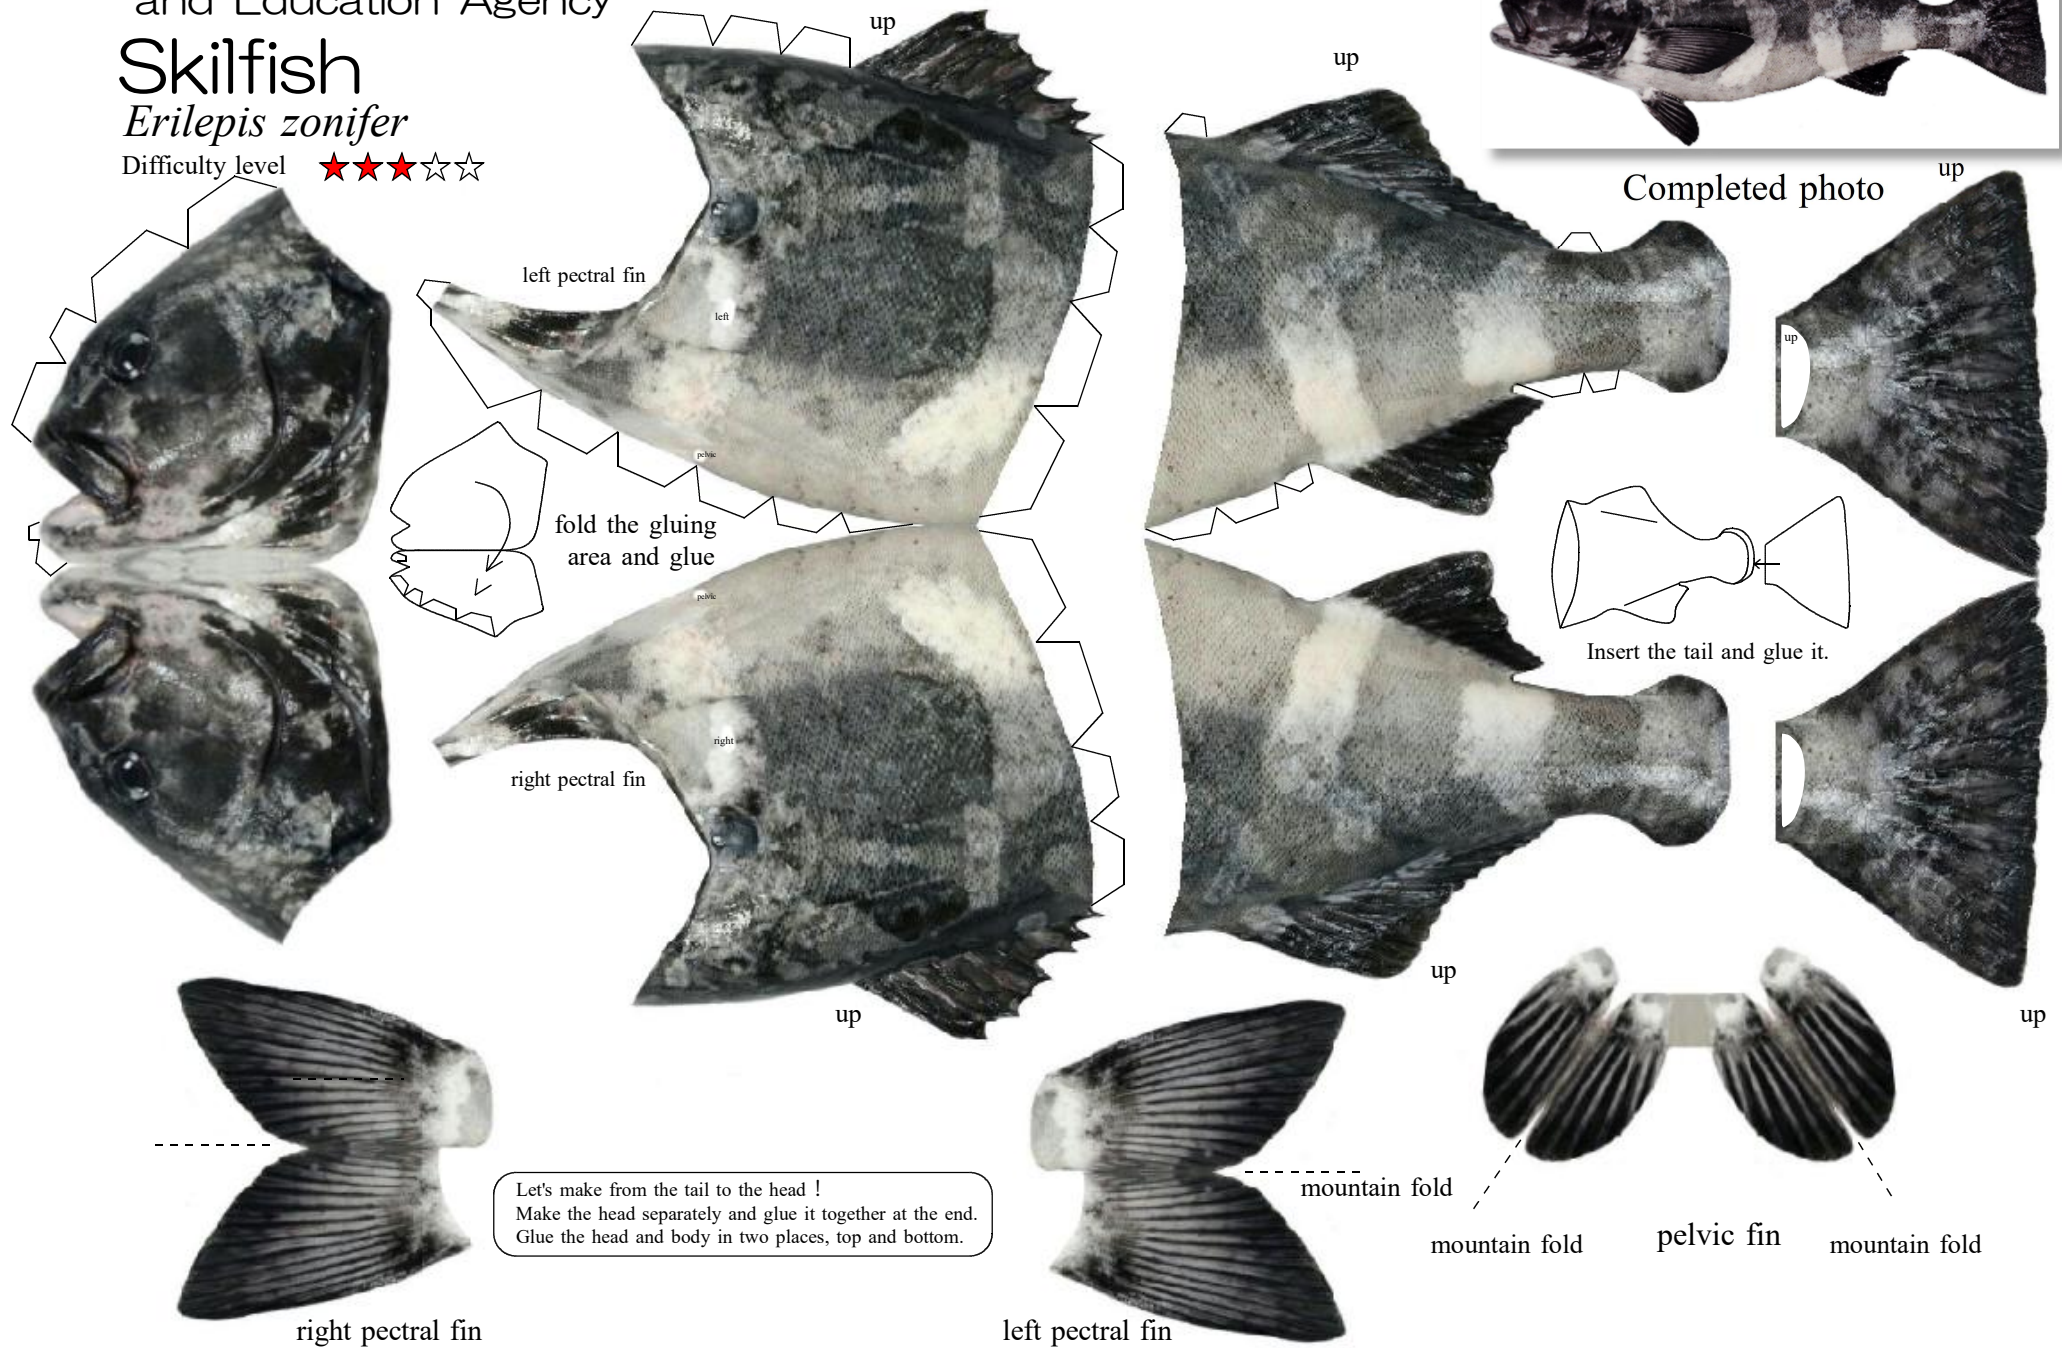 and Education Agency
Skilfish
Erilepis zonifer
Difficulty level
up
up
Completed photo
up
left pectral fin
left
up
pelvic
fold the gluing
area and glue
pelvic
Insert the tail and glue it.
right
right pectral fin
up
up
up
Let's make from the tail to the head !
Make the head separately and glue it together at the end.
Glue the head and body in two places, top and bottom.
mountain fold
mountain fold
pelvic fin
mountain fold
right pectral fin
left pectral fin